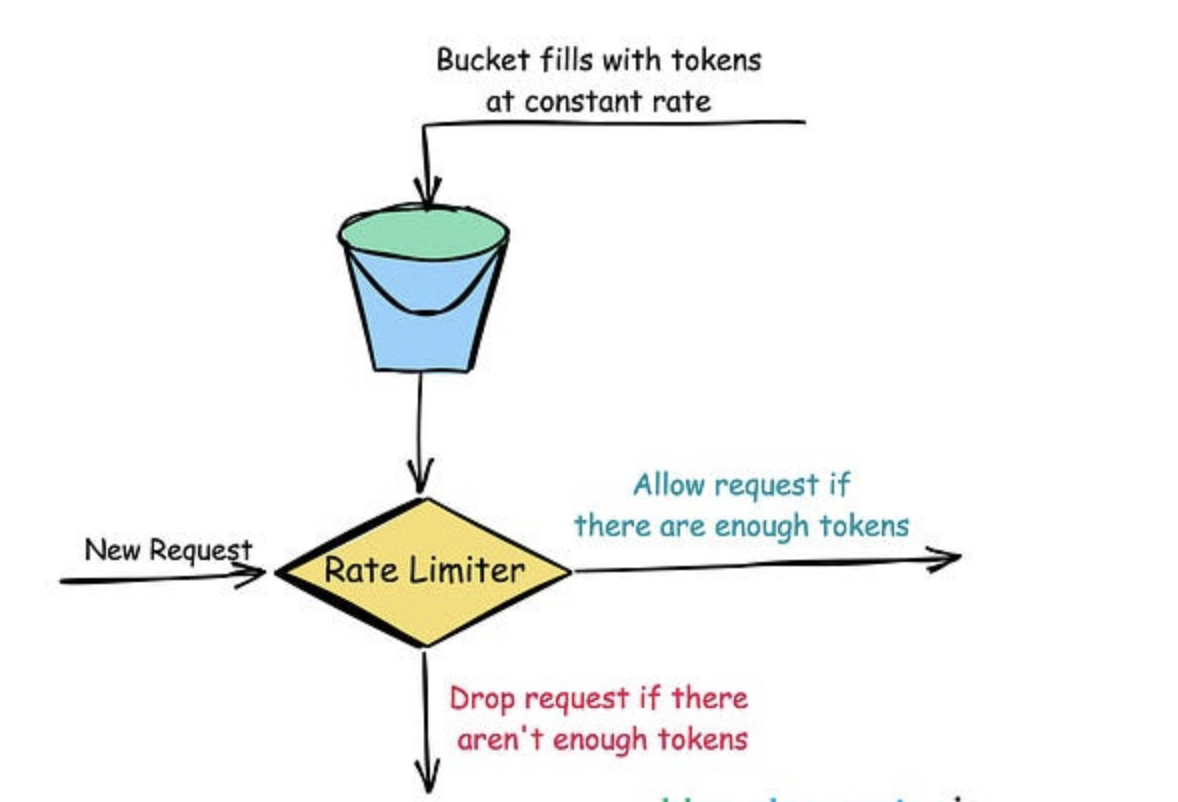 Bucket fills with tokens
at constant rate
New Request
Rate Limiter
Allow request if
there are enough tokens
Drop request if there
aren't enough tokens